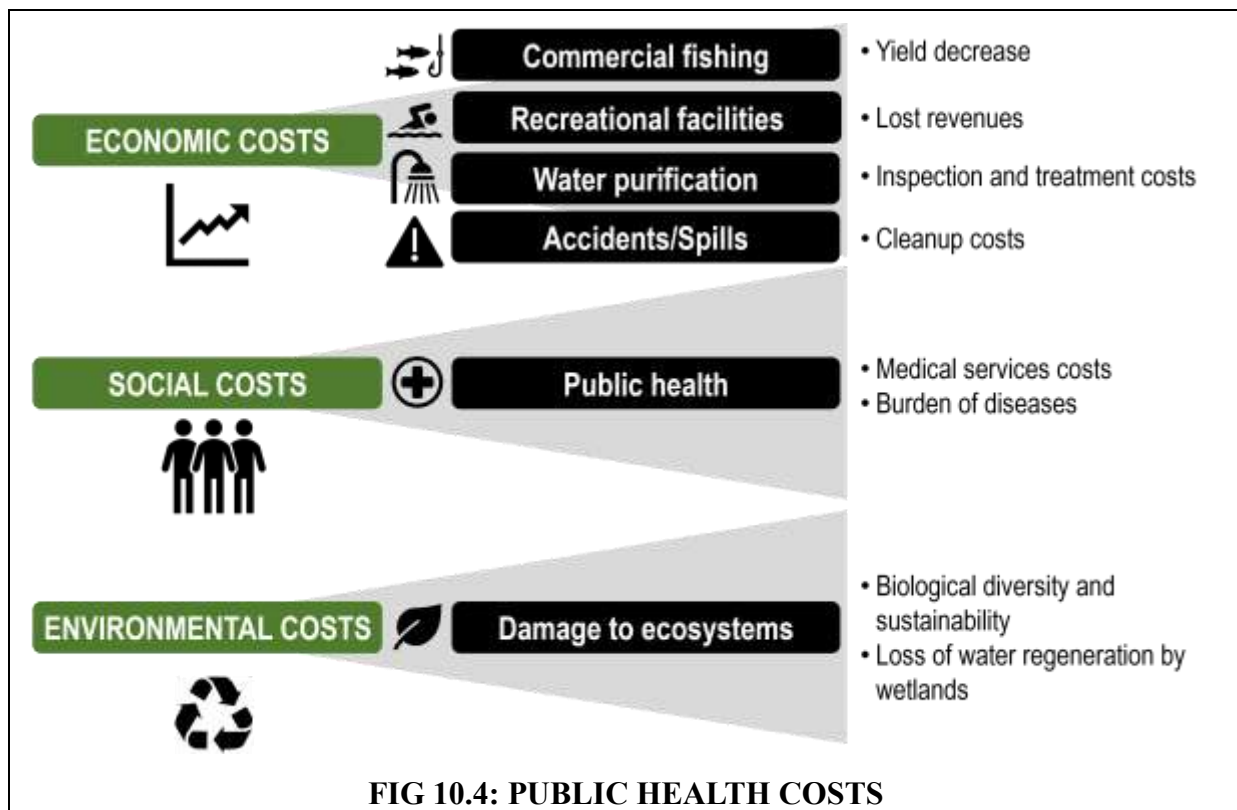 Commercial fishing
• Yield decrease
ECONOMIC COSTS
Recreational facilities
• Lost revenues
Water purification
• Inspection and treatment costs
Accidents/Spills
• Cleanup costs
SOCIAL COSTS
Public health
• Medical services costs
• Burden of diseases
ENVIRONMENTAL COSTS
Damage to ecosystems
• Biological diversity and
sustainability
• Loss of water regeneration by
wetlands
FIG 10.4: PUBLIC HEALTH COSTS